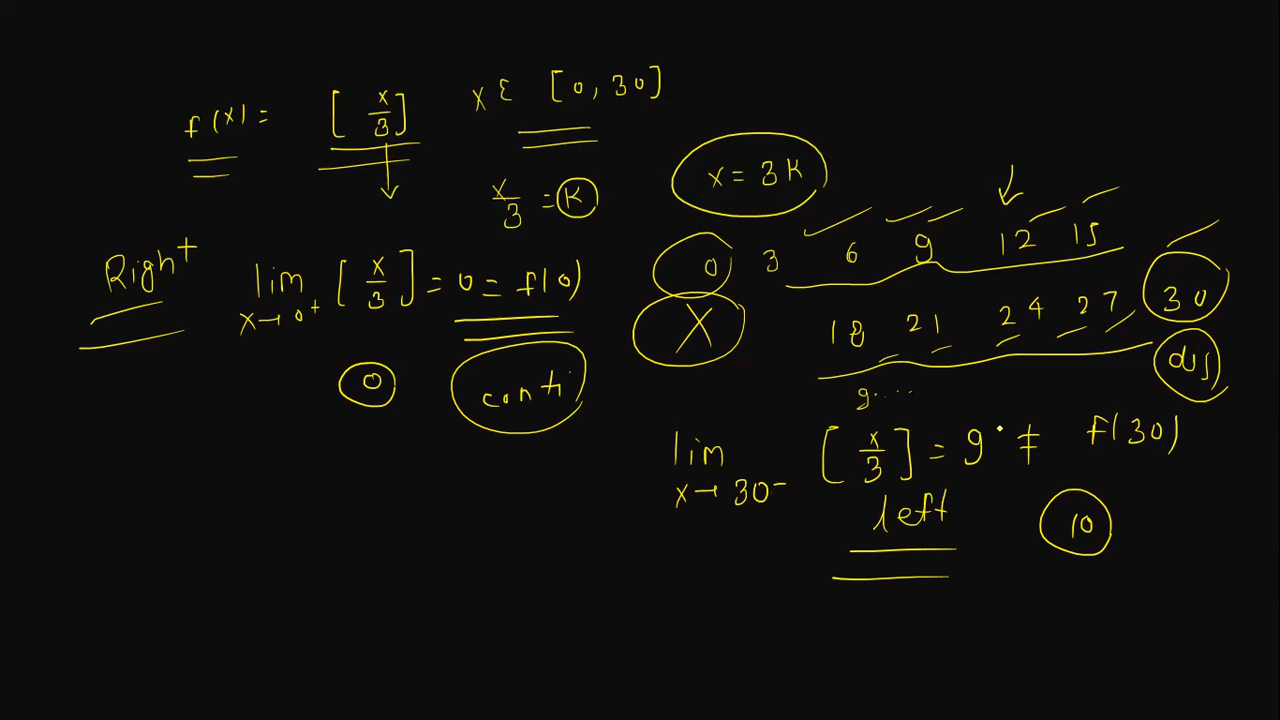 f(x) = [x/3] x ε [0, 30]
x/3 = K x = 3K
Right lim x→0+ [x/3] = 0 = f(0)
0 3 6 9 12 15
X 18 21 24 27 30
0 conti dis
9....
lim x→30- [x/3] = 9 ≠ f(30)
left 10